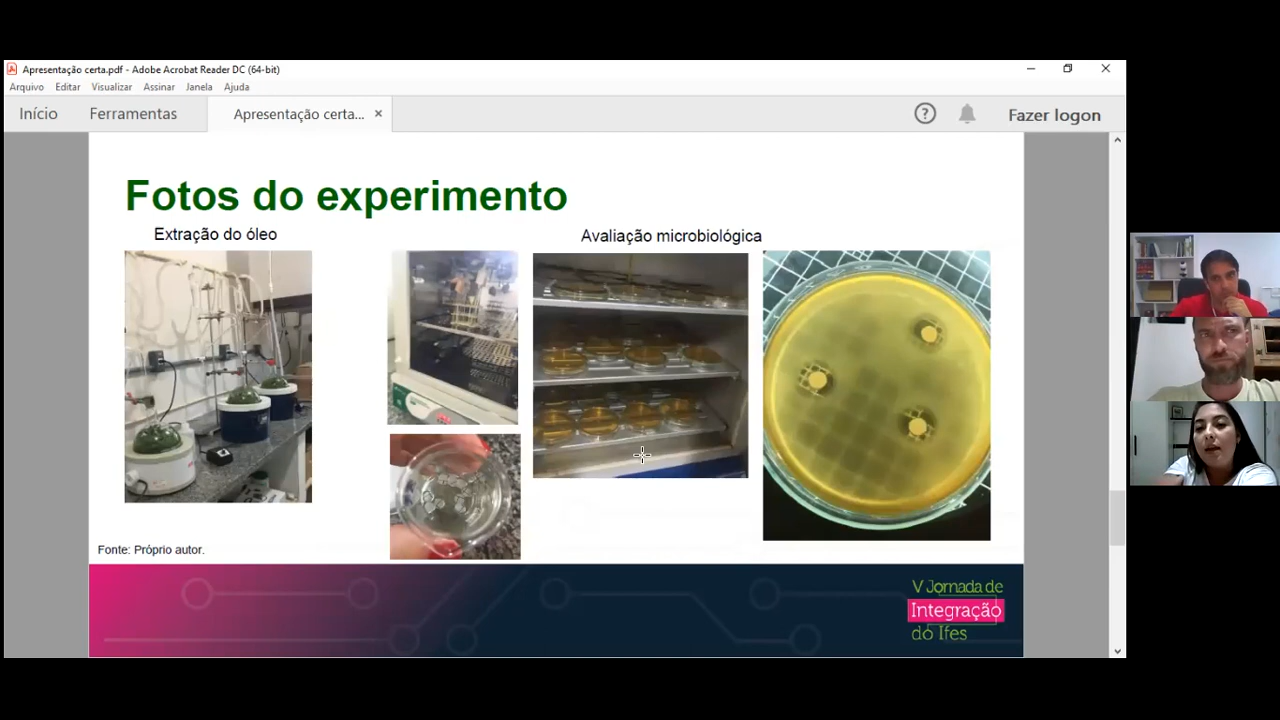 Apresentação certa.pdf - Adobe Acrobat Reader DC (64-bit)
Arquivo Editar Visualizar Assinar Janela Ajuda
Início Ferramentas Apresentação certa... Fazer logon
Fotos do experimento
Extração do óleo
Avaliação microbiológica
Fonte: Próprio autor.
V Jornada de
Integração
do Ifes